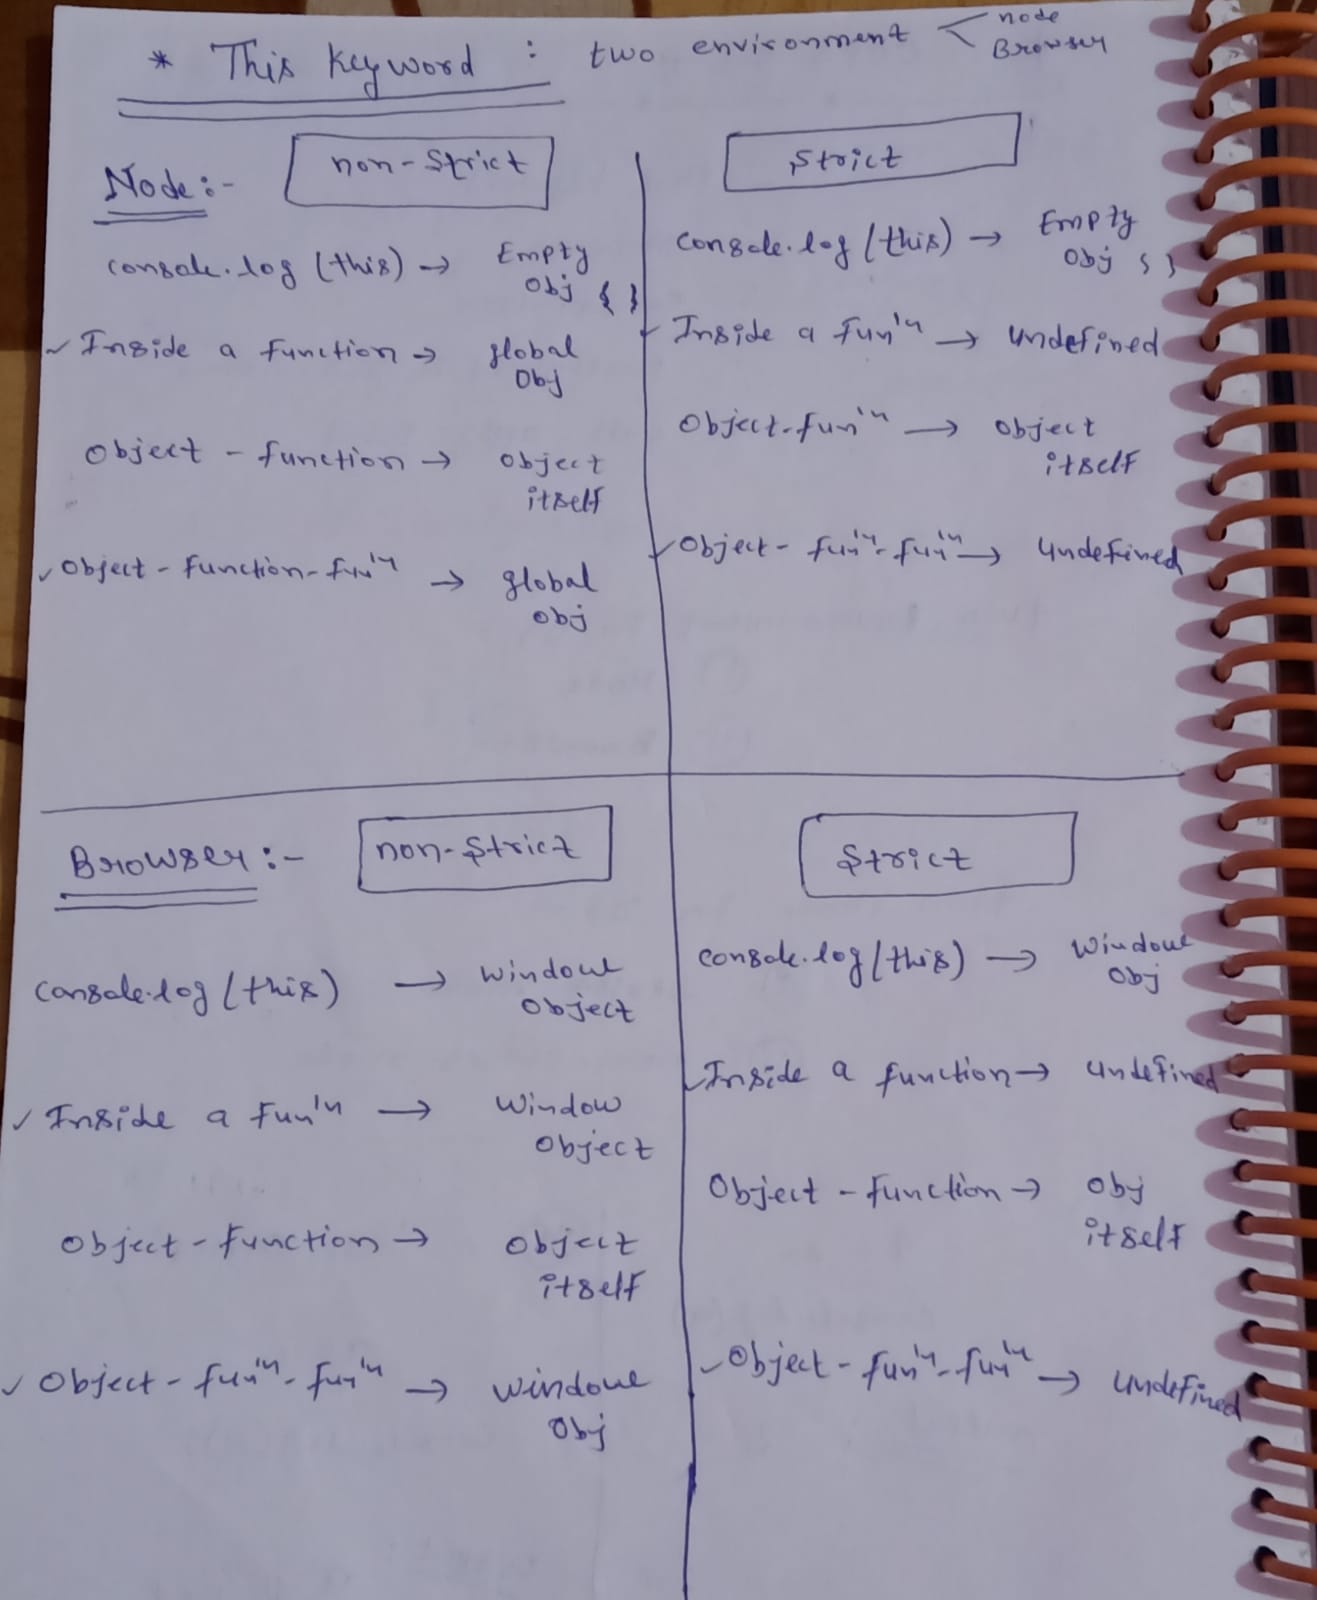 * This keyword : two environment
node
Browser
Node:-
non-strict
console.log (this) → Empty
obj { }
✓ Inside a function → global
obj
object - function → object
itself
✓ object - function - fun'n → global
obj
strict
console.log (this) → Empty
obj { }
✓ Inside a fun'n → undefined
object - fun'n → object
itself
✓ object - fun'n - fun'n → undefined
Browser:-
non-strict
console.log (this) → window
object
✓ Inside a fun'n → window
object
object - function → object
itself
✓ object - fun'n - fun'n → window
obj
strict
console.log (this) → window
obj
✓ Inside a function → undefined
object - function → obj
itself
✓ object - fun'n - fun'n → undefined